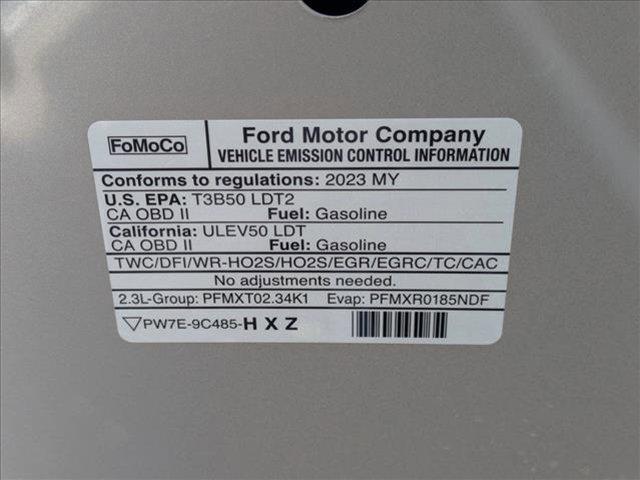 FoMoCo
Ford Motor Company
VEHICLE EMISSION CONTROL INFORMATION
Conforms to regulations: 2023 MY
U.S. EPA: T3B50 LDT2
CA OBD II Fuel: Gasoline
California: ULEV50 LDT
CA OBD II Fuel: Gasoline
TWC/DFI/WR-HO2S/HO2S/EGR/EGRC/TC/CAC
No adjustments needed.
2.3L-Group: PFMXT02.34K1 Evap: PFMXR0185NDF
▽PW7E-9C485-H X Z